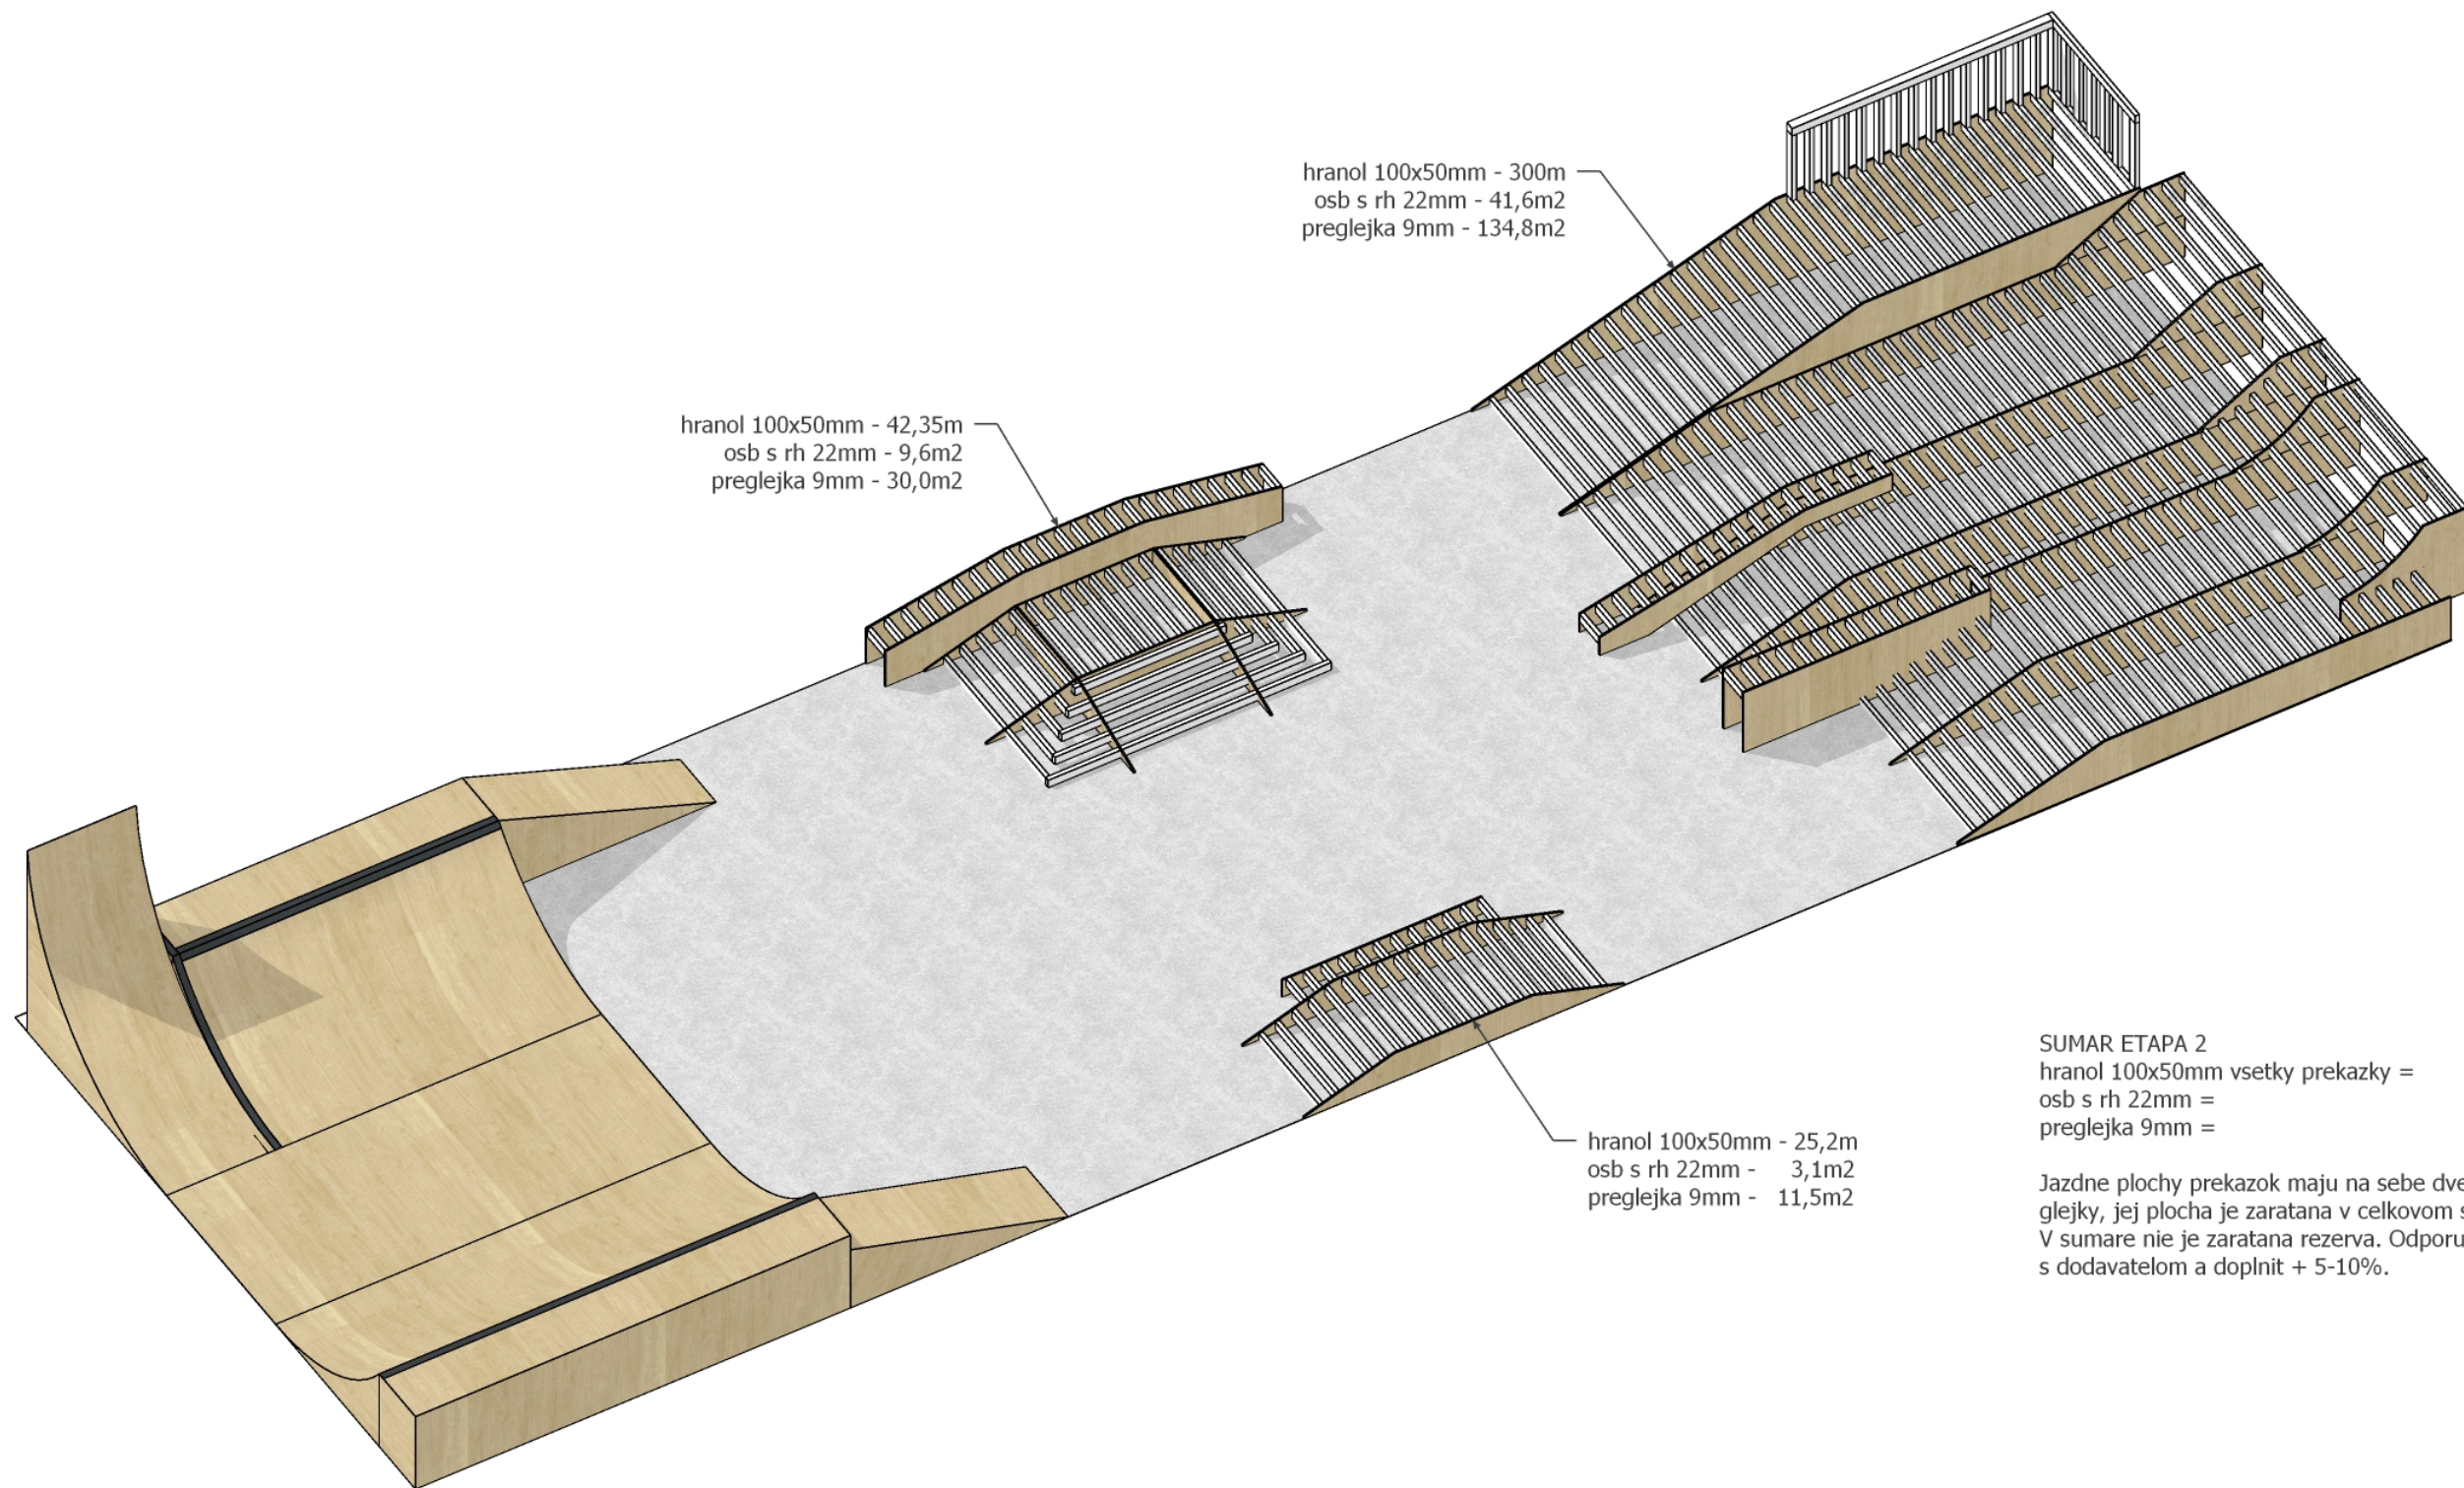 hranol 100x50mm - 300m
osb s rh 22mm - 41,6m2
preglejka 9mm - 134,8m2
hranol 100x50mm - 42,35m
osb s rh 22mm - 9,6m2
preglejka 9mm - 30,0m2
hranol 100x50mm - 25,2m
osb s rh 22mm - 3,1m2
preglejka 9mm - 11,5m2
SUMAR ETAPA 2
hranol 100x50mm vsetky prekazky =
osb s rh 22mm =
preglejka 9mm =
Jazdne plochy prekazok maju na sebe dve
glejky, jej plocha je zaratana v celkovom
V sumare nie je zaratana rezerva.
s dodavatelom a doplnit + 5-10%.